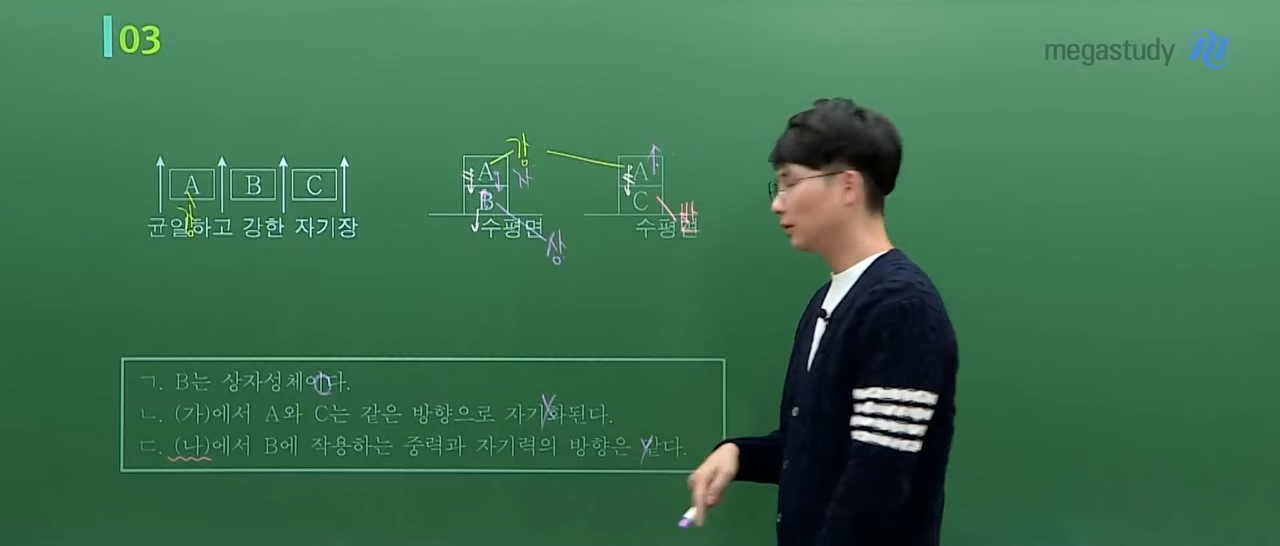 03
megastudy
A B C
균일하고 강한 자기장
강
A
B
수평면
강
자
상
A
C
수평면
반
ㄱ. B는 상자성체이다.
ㄴ. (가)에서 A와 C는 같은 방향으로 자기화된다.
ㄷ. (나)에서 B에 작용하는 중력과 자기력의 방향은 같다.